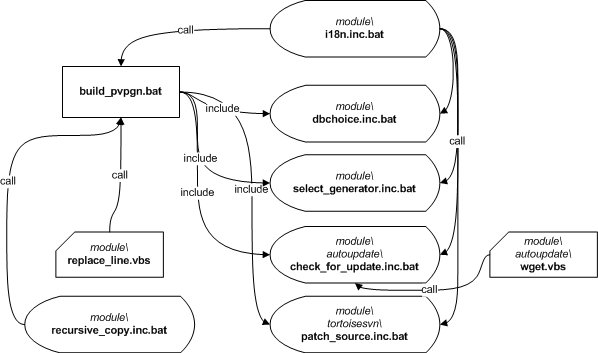 module\
i18n.inc.bat
call
build_pvpgn.bat
include
module\
dbchoice.inc.bat
call
include
module\
select_generator.inc.bat
call
include
include
module\
replace_line.vbs
module\
autoupdate\
check_for_update.inc.bat
module\
autoupdate\
wget.vbs
call
module\
recursive_copy.inc.bat
module\
tortoisesvn\
patch_source.inc.bat
call